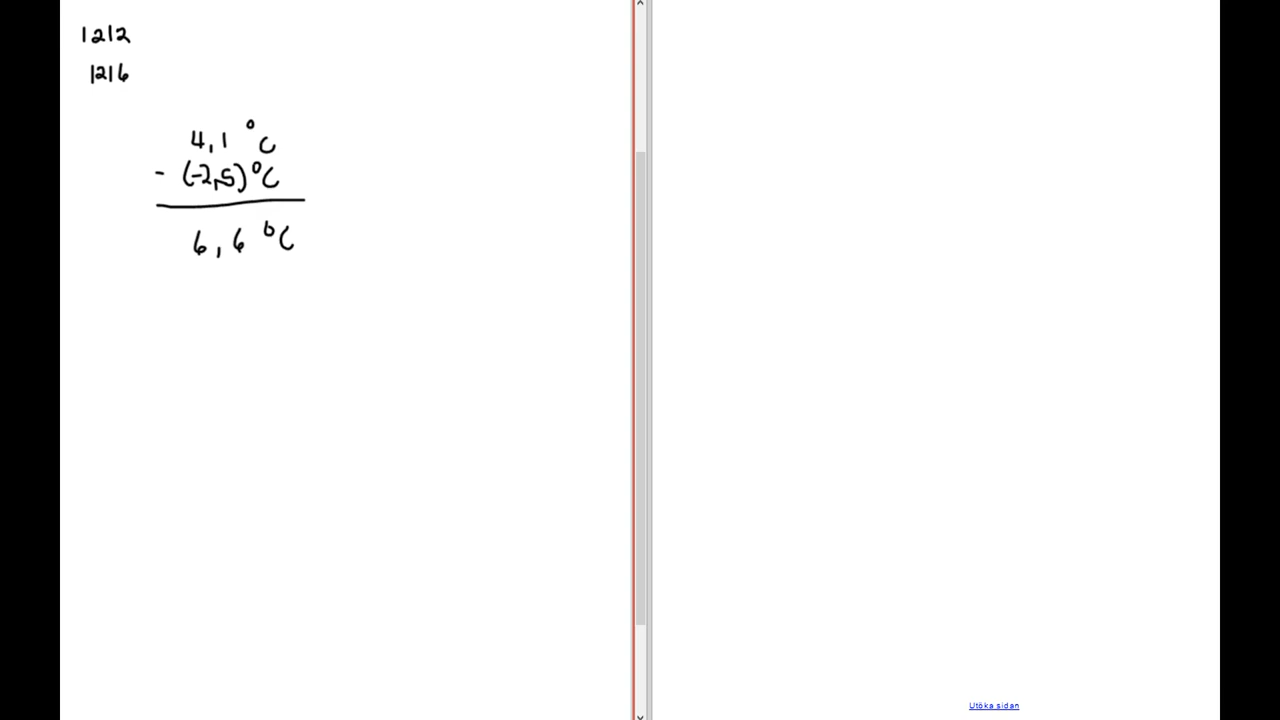 1212
1216
4,1 °C
- (-2,5) °C
6,6 °C
Utöka sidan